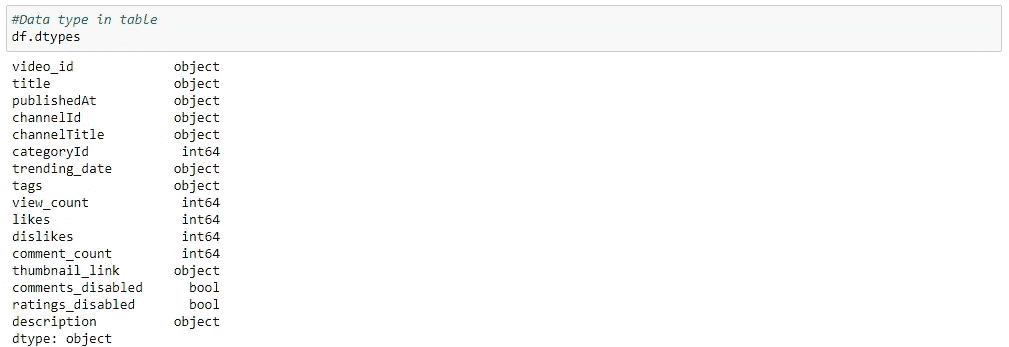 #Data type in table
df.dtypes
video_id object
title object
publishedAt object
channelId object
channelTitle object
categoryId int64
trending_date object
tags object
view_count int64
likes int64
dislikes int64
comment_count int64
thumbnail_link object
comments_disabled bool
ratings_disabled bool
description object
dtype: object